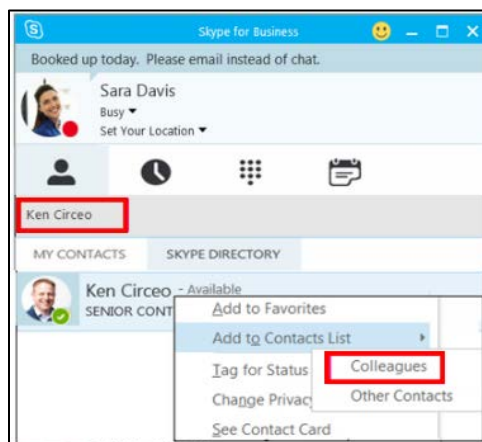 Skype for Business
Booked up today. Please email instead of chat.
Sara Davis
Busy
Set Your Location
Ken Circeo
MY CONTACTS SKYPE DIRECTORY
Ken Circeo - Available
SENIOR CONT
Add to Favorites
Add to Contacts List
Tag for Status
Colleagues
Change Privac
Other Contacts
See Contact Card